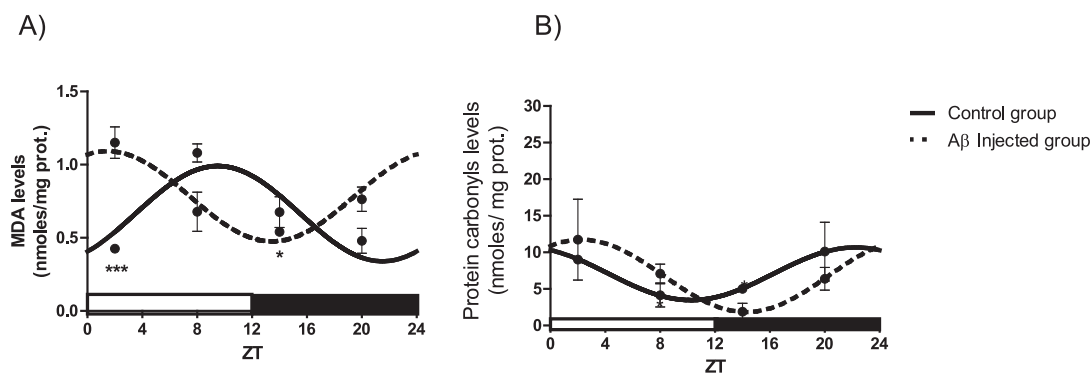 A)
B)
MDA levels
(nmoles/mg prot.)
1.5
1.0
0.5
0.0
***
*
0 4 8 12 16 20 24
ZT
Protein carbonyls levels
(nmoles/ mg prot.)
30
25
20
15
10
5
0
0 4 8 12 16 20 24
ZT
Control group
Aβ Injected group